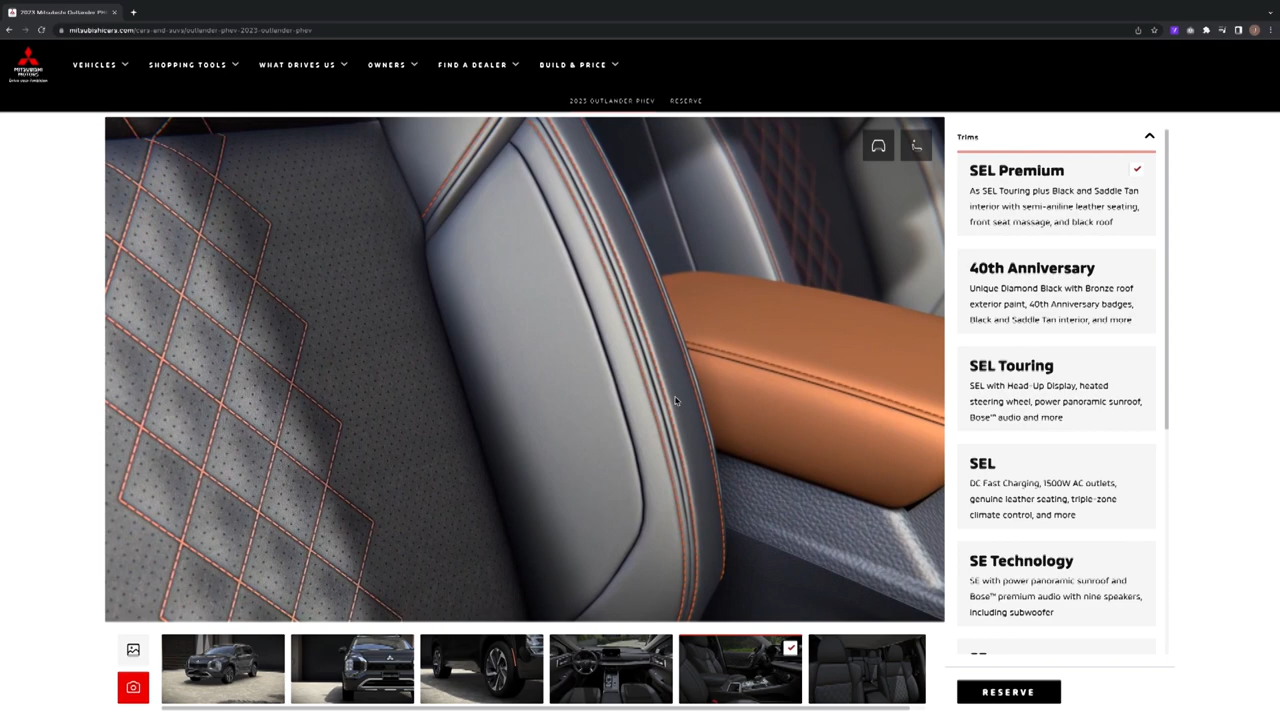 2023 Mitsubishi Outlander PH
mitsubishicars.com/cars-and-suvs/outlander-phev-2023-outlander-phev
MITSUBISHI
MOTORS
Drive your Ambition
VEHICLES
SHOPPING TOOLS
WHAT DRIVES US
OWNERS
FIND A DEALER
BUILD & PRICE
2023 OUTLANDER PHEV
RESERVE
Trims
SEL Premium
As SEL Touring plus Black and Saddle Tan
interior with semi-aniline leather seating,
front seat massage, and black roof
40th Anniversary
Unique Diamond Black with Bronze roof
exterior paint, 40th Anniversary badges,
Black and Saddle Tan interior, and more
SEL Touring
SEL with Head-Up Display, heated
steering wheel, power panoramic sunroof,
Bose™ audio and more
SEL
DC Fast Charging, 1500W AC outlets,
genuine leather seating, triple-zone
climate control, and more
SE Technology
SE with power panoramic sunroof and
Bose™ premium audio with nine speakers,
including subwoofer
RESERVE